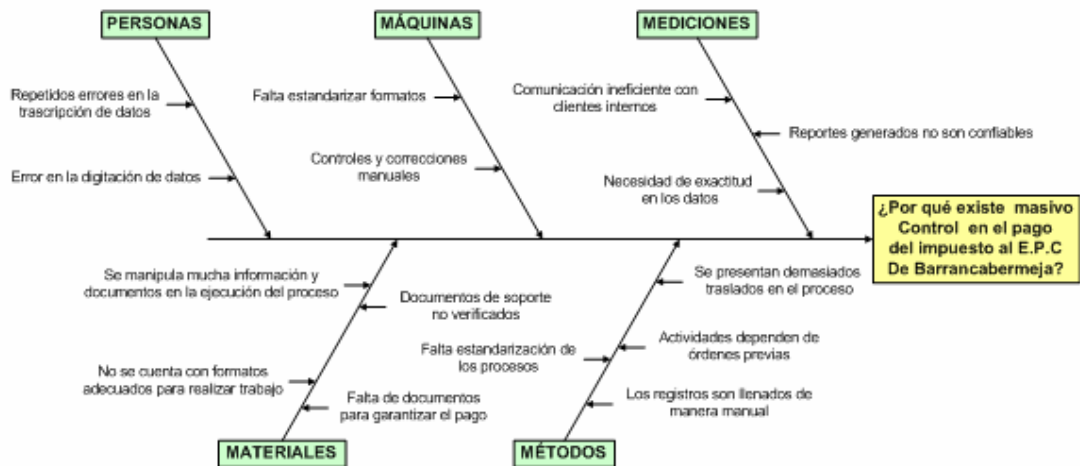 PERSONAS
MÁQUINAS
MEDICIONES
Repetidos errores en la
trascripción de datos
Error en la digitación de datos
Falta estandarizar formatos
Controles y correcciones
manuales
Comunicación ineficiente con
clientes internos
Reportes generados no son confiables
Necesidad de exactitud
en los datos
¿Por qué existe masivo
Control en el pago
del impuesto al E.P.C
De Barrancabermeja?
Se manipula mucha información y
documentos en la ejecución del proceso
Documentos de soporte
no verificados
No se cuenta con formatos
adecuados para realizar trabajo
Falta de documentos
para garantizar el pago
Se presentan demasiados
traslados en el proceso
Actividades dependen de
órdenes previas
Falta estandarización de
los procesos
Los registros son llenados de
manera manual
MATERIALES
MÉTODOS